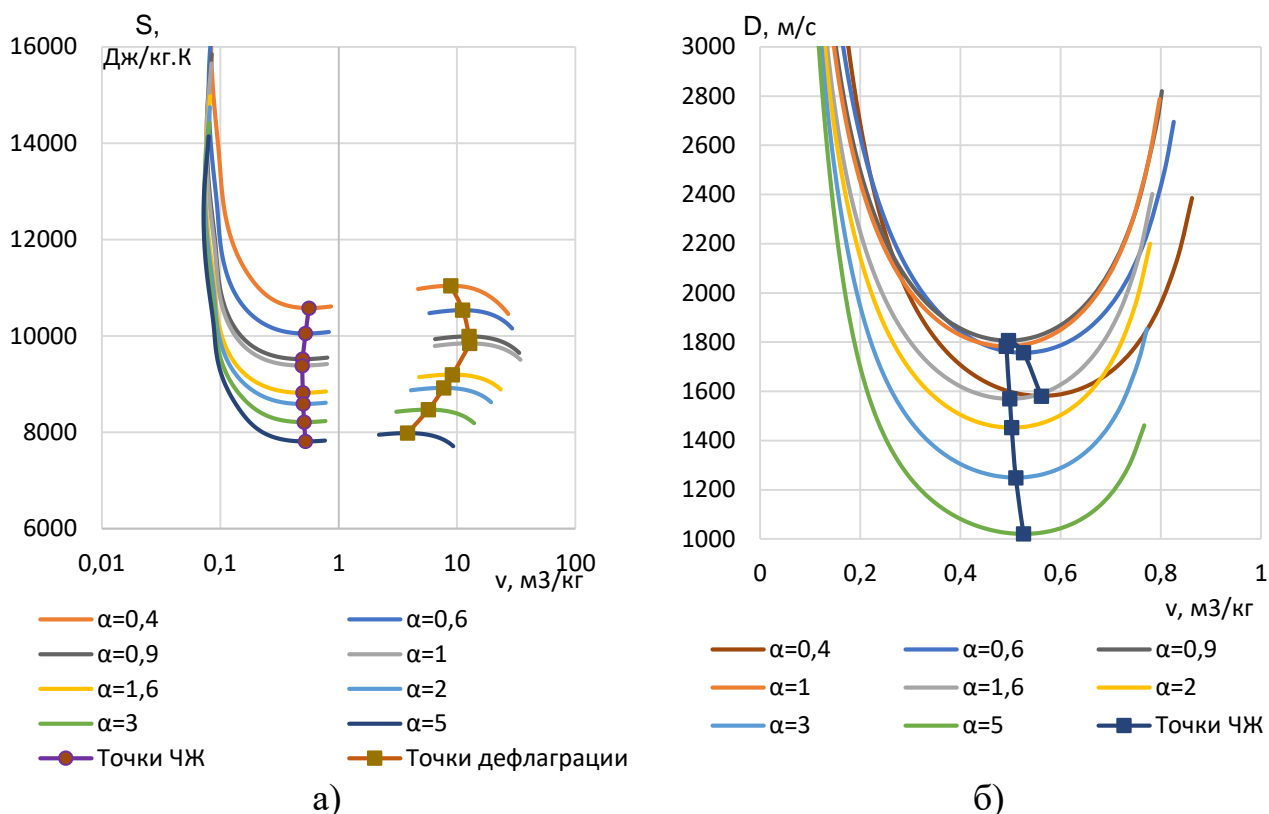 S,
Дж/кг.К
16000
14000
12000
10000
8000
6000
0,01
0,1
1
10
100
v, м3/кг
α=0,4
α=0,6
α=0,9
α=1
α=1,6
α=2
α=3
α=5
Точки ЧЖ
Точки дефлаграции
а)
D, м/с
3000
2800
2600
2400
2200
2000
1800
1600
1400
1200
1000
0
0,2
0,4
0,6
0,8
1
v, м3/кг
α=0,4
α=0,6
α=0,9
α=1
α=1,6
α=2
α=3
α=5
Точки ЧЖ
б)